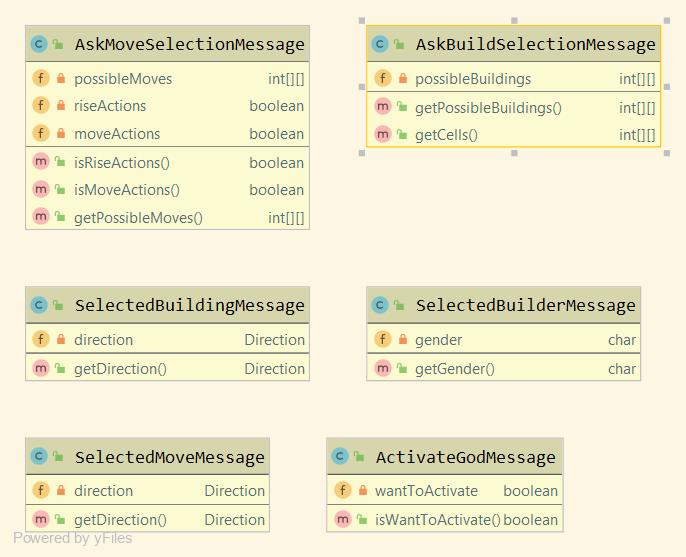 AskMoveSelectionMessage
possibleMoves int[][]
riseActions boolean
moveActions boolean
isRiseActions() boolean
isMoveActions() boolean
getPossibleMoves() int[][]
AskBuildSelectionMessage
possibleBuildings int[][]
getPossibleBuildings() int[][]
getCells() int[][]
SelectedBuildingMessage
direction Direction
getDirection() Direction
SelectedBuilderMessage
gender char
getGender() char
SelectedMoveMessage
direction Direction
getDirection() Direction
ActivateGodMessage
wantToActivate boolean
isWantToActivate() boolean
Powered by yFiles